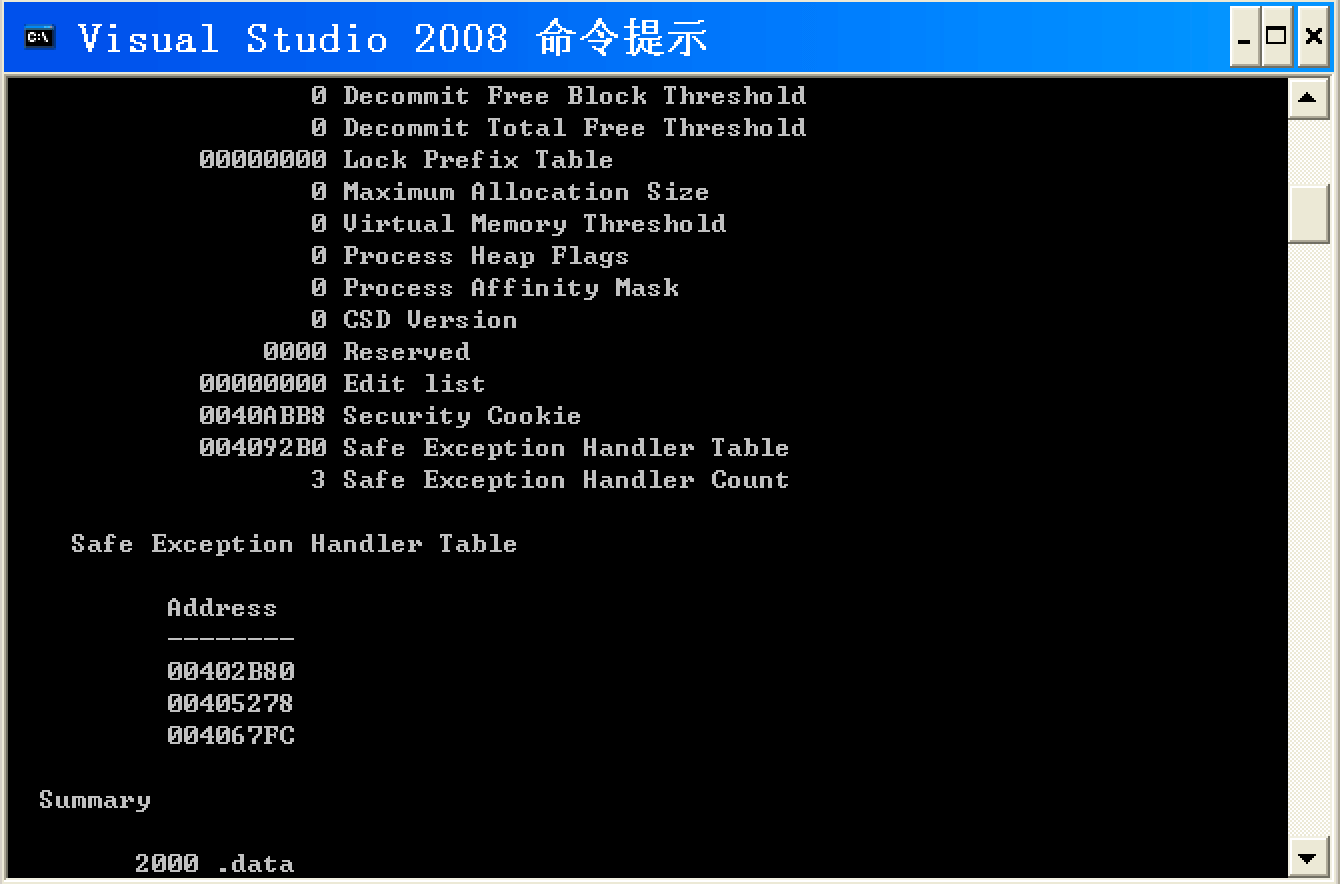 Visual Studio 2008 命令提示
0 Decommit Free Block Threshold
0 Decommit Total Free Threshold
00000000 Lock Prefix Table
0 Maximum Allocation Size
0 Virtual Memory Threshold
0 Process Heap Flags
0 Process Affinity Mask
0 CSD Version
0000 Reserved
00000000 Edit list
0040ABB8 Security Cookie
004092B0 Safe Exception Handler Table
3 Safe Exception Handler Count
Safe Exception Handler Table
Address
--------
00402B80
00405278
004067FC
Summary
2000 .data